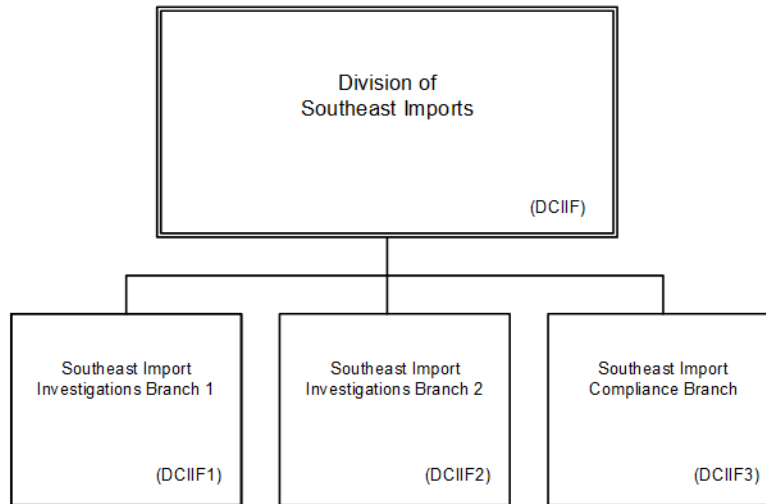 Division of
Southeast Imports
(DCIIF)
Southeast Import
Investigations Branch 1
(DCIIF1)
Southeast Import
Investigations Branch 2
(DCIIF2)
Southeast Import
Compliance Branch
(DCIIF3)